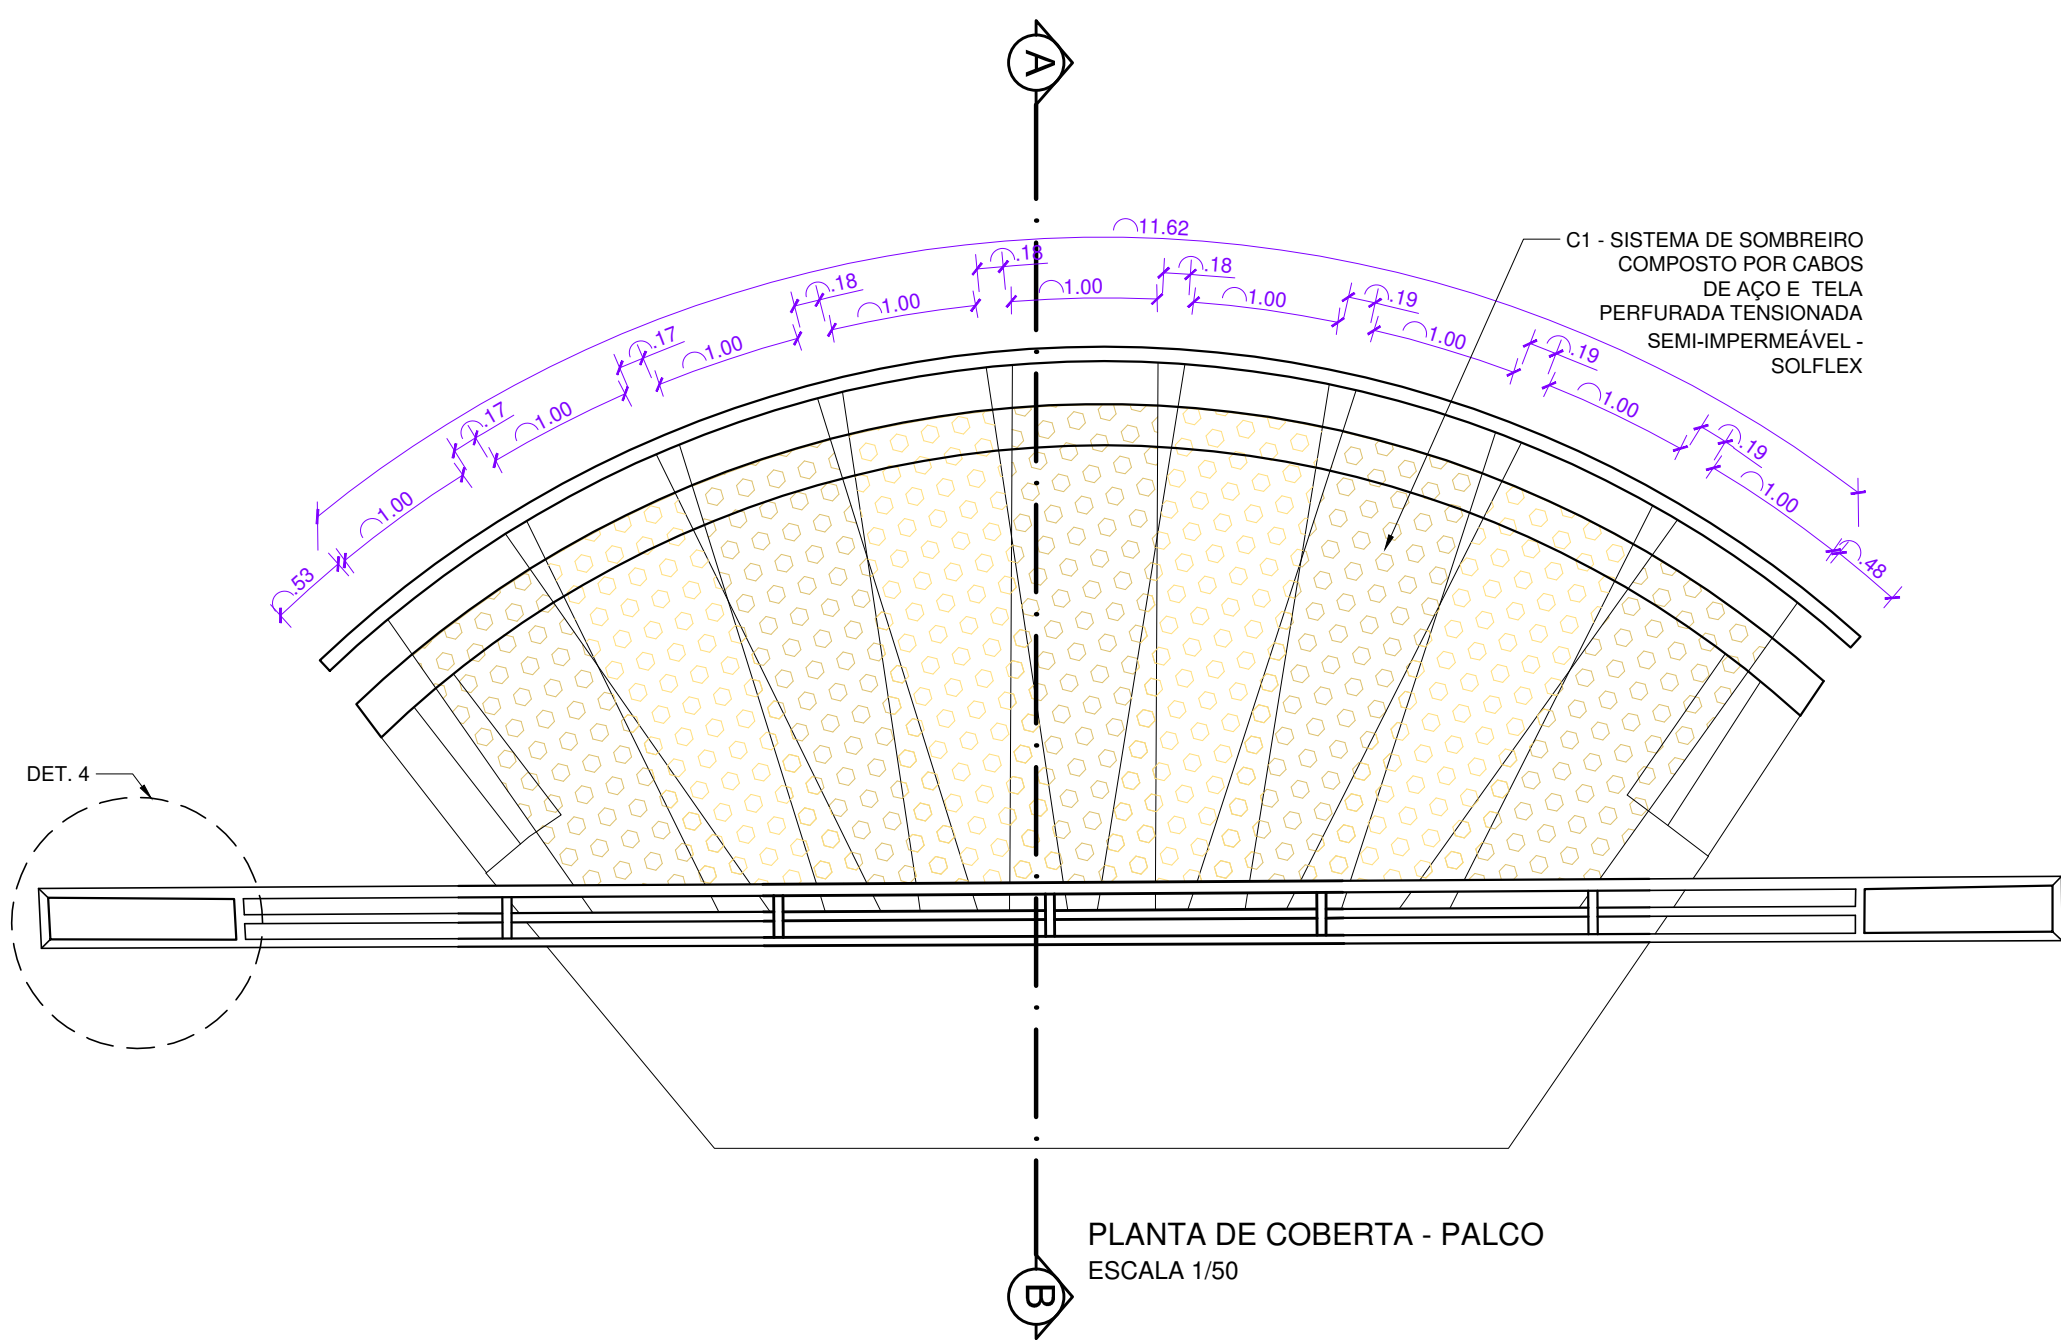 A
⌒11.62
⌒.18
⌒.18
⌒.18
⌒1.00
⌒1.00
⌒1.00
⌒.19
⌒.17
⌒1.00
⌒1.00
⌒.19
⌒.17
⌒1.00
⌒1.00
⌒.19
⌒1.00
⌒1.00
⌒.53
⌒.48
C1 - SISTEMA DE SOMBREIRO
COMPOSTO POR CABOS
DE AÇO E TELA
PERFURADA TENSIONADA
SEMI-IMPERMEÁVEL -
SOLFLEX
DET. 4
PLANTA DE COBERTA - PALCO
ESCALA 1/50
B